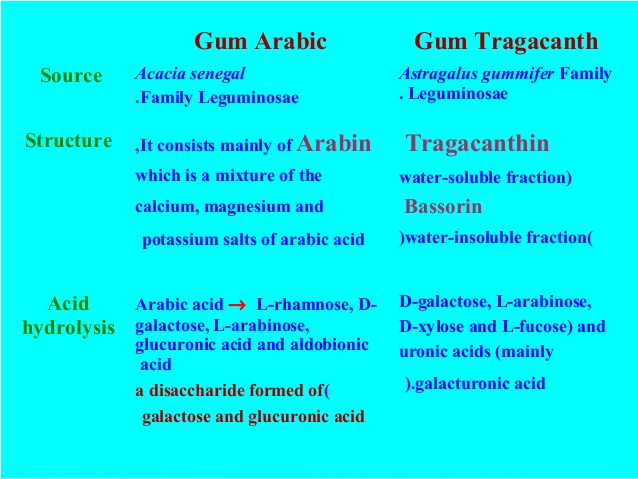 Gum Arabic
Gum Tragacanth
Source
Acacia senegal
.Family Leguminosae
Astragalus gummifer Family
. Leguminosae
Structure
,It consists mainly of Arabin
which is a mixture of the
calcium, magnesium and
potassium salts of arabic acid
Tragacanthin
water-soluble fraction)
Bassorin
)water-insoluble fraction(
Acid
hydrolysis
Arabic acid → L-rhamnose, D-
galactose, L-arabinose,
glucuronic acid and aldobionic
acid
a disaccharide formed of(
galactose and glucuronic acid
D-galactose, L-arabinose,
D-xylose and L-fucose) and
uronic acids (mainly
).galacturonic acid